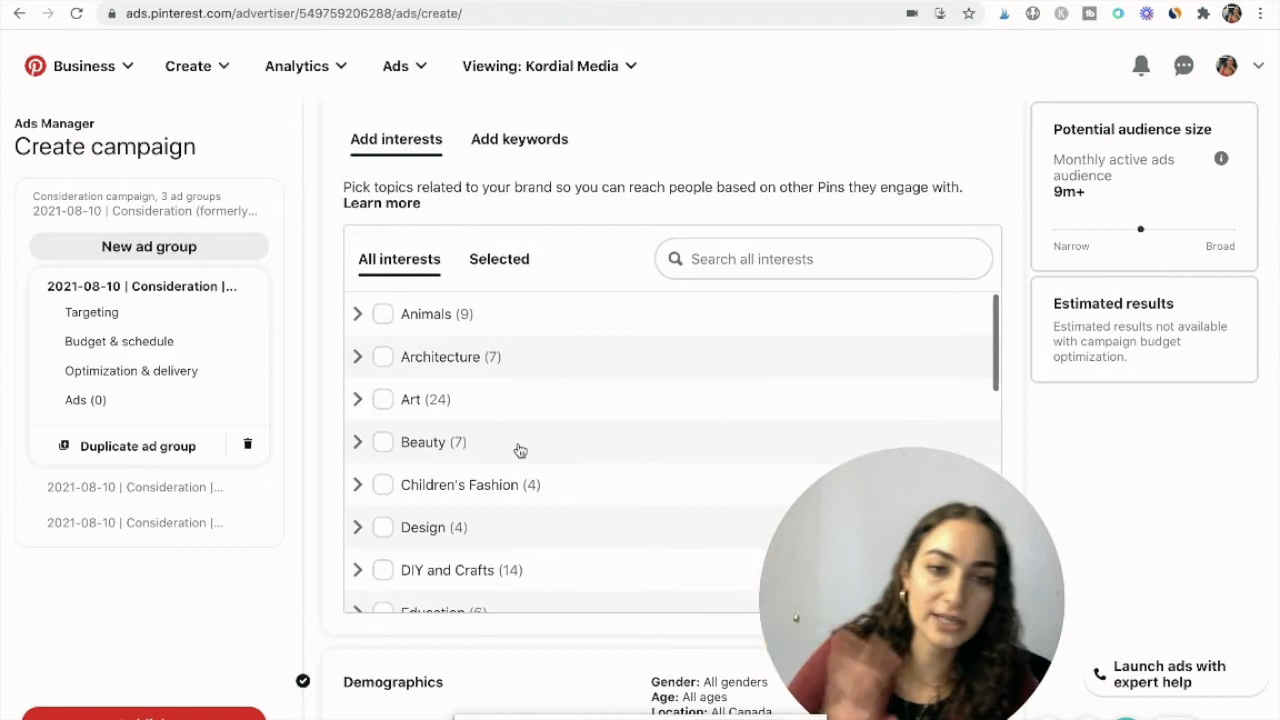 ads.pinterest.com/advertiser/549759206288/ads/create/
Business
Create
Analytics
Ads
Viewing: Kordial Media
Ads Manager
Create campaign
Consideration campaign, 3 ad groups
2021-08-10 | Consideration (formerly...
New ad group
2021-08-10 | Consideration |...
Targeting
Budget & schedule
Optimization & delivery
Ads (0)
Duplicate ad group
2021-08-10 | Consideration |...
2021-08-10 | Consideration |...
Add interests
Add keywords
Pick topics related to your brand so you can reach people based on other Pins they engage with.
Learn more
All interests
Selected
Search all interests
Animals (9)
Architecture (7)
Art (24)
Beauty (7)
Children's Fashion (4)
Design (4)
DIY and Crafts (14)
Education (6)
Demographics
Gender: All genders
Age: All ages
Location: All Canada
Potential audience size
Monthly active ads
audience
9m+
Narrow
Broad
Estimated results
Estimated results not available
with campaign budget
optimization.
Launch ads with
expert help